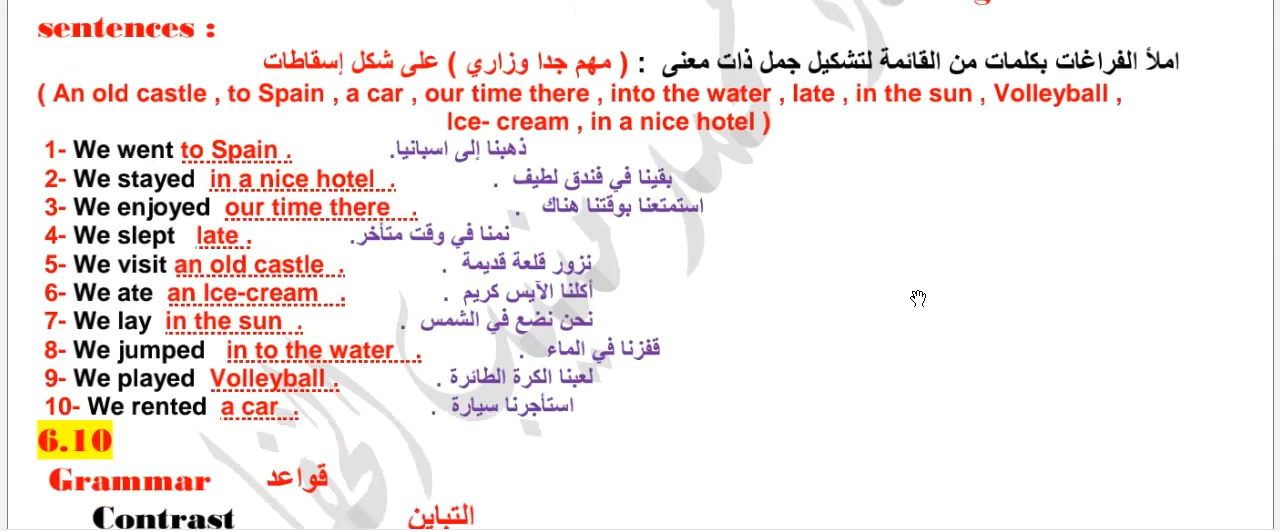 sentences :
املأ الفراغات بكلمات من القائمة لتشكيل جمل ذات معنى : ( مهم جدا وزاري ) على شكل إسقاطات
( An old castle , to Spain , a car , our time there , into the water , late , in the sun , Volleyball ,
Ice- cream , in a nice hotel )
1- We went to Spain . ذهبنا إلى اسبانيا.
2- We stayed in a nice hotel . بقينا في فندق لطيف .
3- We enjoyed our time there . استمتعنا بوقتنا هناك .
4- We slept late . نمنا في وقت متأخر.
5- We visit an old castle . نزور قلعة قديمة .
6- We ate an Ice-cream . أكلنا الآيس كريم .
7- We lay in the sun . نحن نضع في الشمس .
8- We jumped in to the water . قفزنا في الماء .
9- We played Volleyball . لعبنا الكرة الطائرة .
10- We rented a car . استأجرنا سيارة .
6.10
Grammar قواعد
Contrast التباين